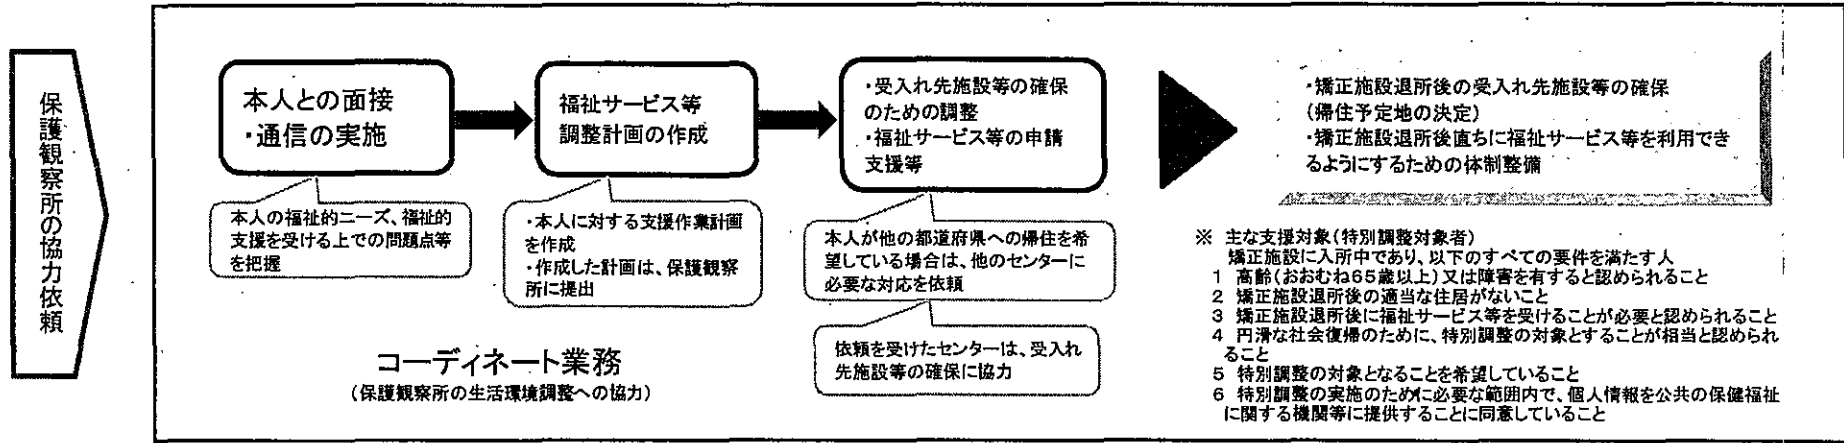 保護観察所の協力依頼
本人との面接
・通信の実施
福祉サービス等
調整計画の作成
・受入れ先施設等の確保
のための調整
・福祉サービス等の申請
支援等
・矯正施設退所後の受入れ先施設等の確保
(帰住予定地の決定)
・矯正施設退所後直ちに福祉サービス等を利用でき
るようにするための体制整備
本人の福祉的ニーズ、福祉的
支援を受ける上での問題点等
を把握
・本人に対する支援作業計画
を作成
・作成した計画は、保護観察
所に提出
本人が他の都道府県への帰住を希
望している場合は、他のセンターに
必要な対応を依頼
依頼を受けたセンターは、受入れ
先施設等の確保に協力
コーディネート業務
(保護観察所の生活環境調整への協力)
※ 主な支援対象(特別調整対象者)
矯正施設に入所中であり、以下のすべての要件を満たす人
1 高齢(おおむね65歳以上)又は障害を有すると認められること
2 矯正施設退所後の適当な住居がないこと
3 矯正施設退所後に福祉サービス等を受けることが必要と認められること
4 円滑な社会復帰のために、特別調整の対象とすることが相当と認められ
ること
5 特別調整の対象となることを希望していること
6 特別調整の実施のために必要な範囲内で、個人情報を公共の保健福祉
に関する機関等に提供することに同意していること